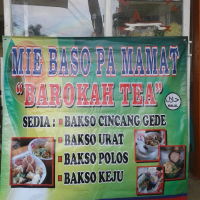 MIE BASO PA MAMAT
"BAROKAH TEA"
SEDIA : BAKSO CINCANG GEDE
BAKSO URAT
BAKSO POLOS
BAKSO KEJU